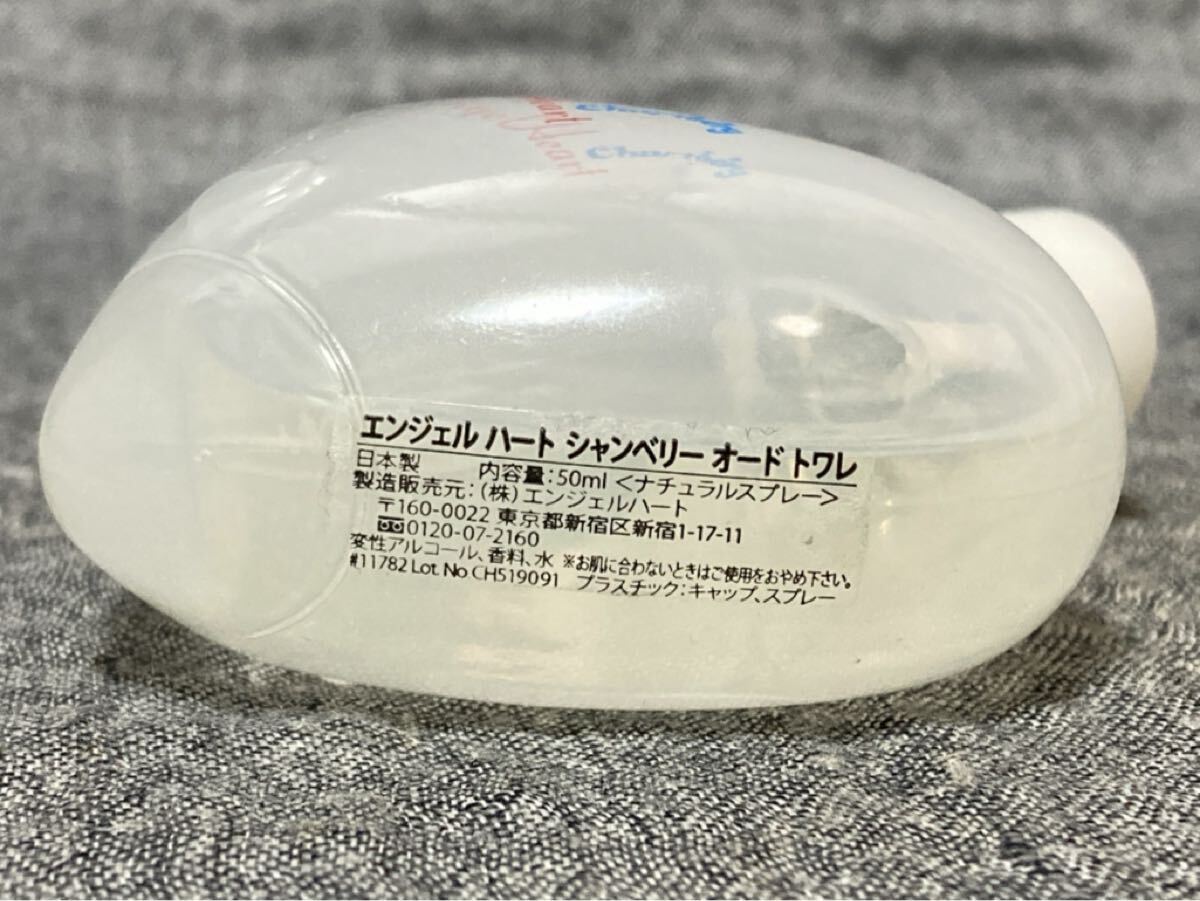 エンジェル ハート シャンベリー オード トワレ
日本製 内容量:50ml <ナチュラルスプレー>
製造販売元:(株)エンジェルハート
〒160-0022 東京都新宿区新宿1-17-11
0120-07-2160
変性アルコール、香料、水 ※お肌に合わないときはご使用をおやめ下さい。
#11782 Lot. No CH519091 プラスチック:キャップ、スプレー